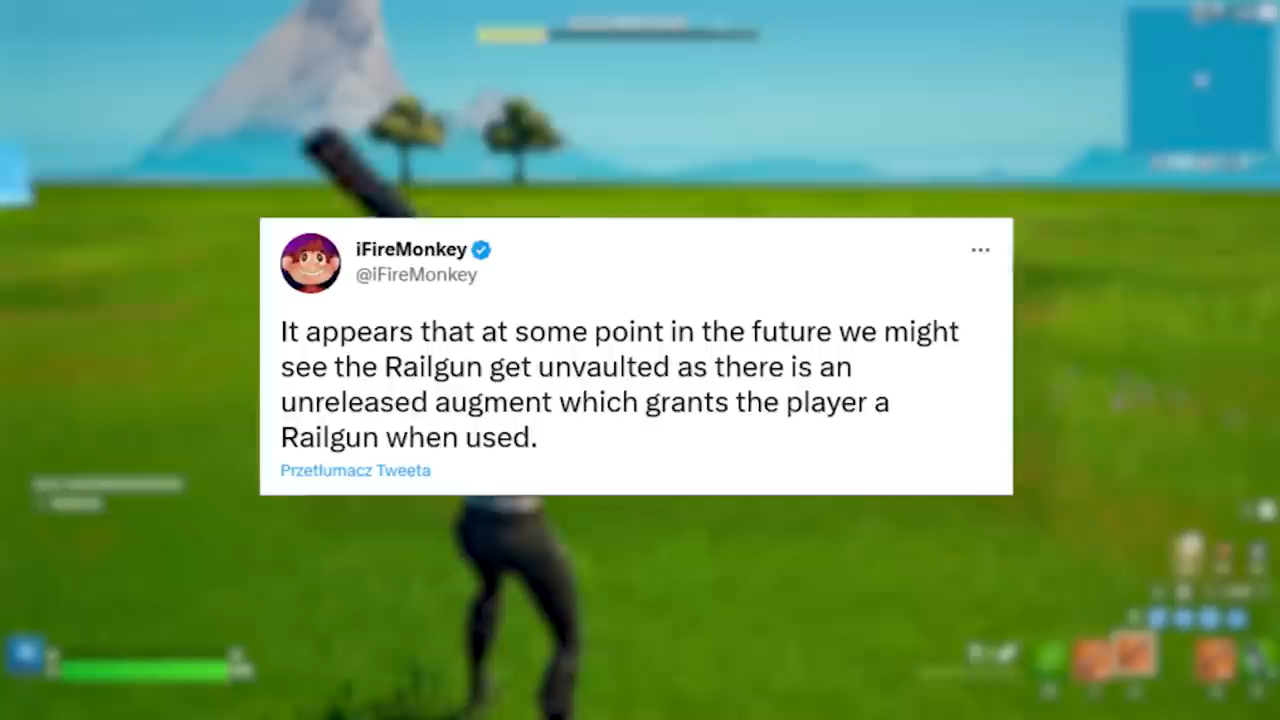 iFireMonkey
@iFireMonkey
It appears that at some point in the future we might
see the Railgun get unvaulted as there is an
unreleased augment which grants the player a
Railgun when used.
Przetłumacz Tweeta